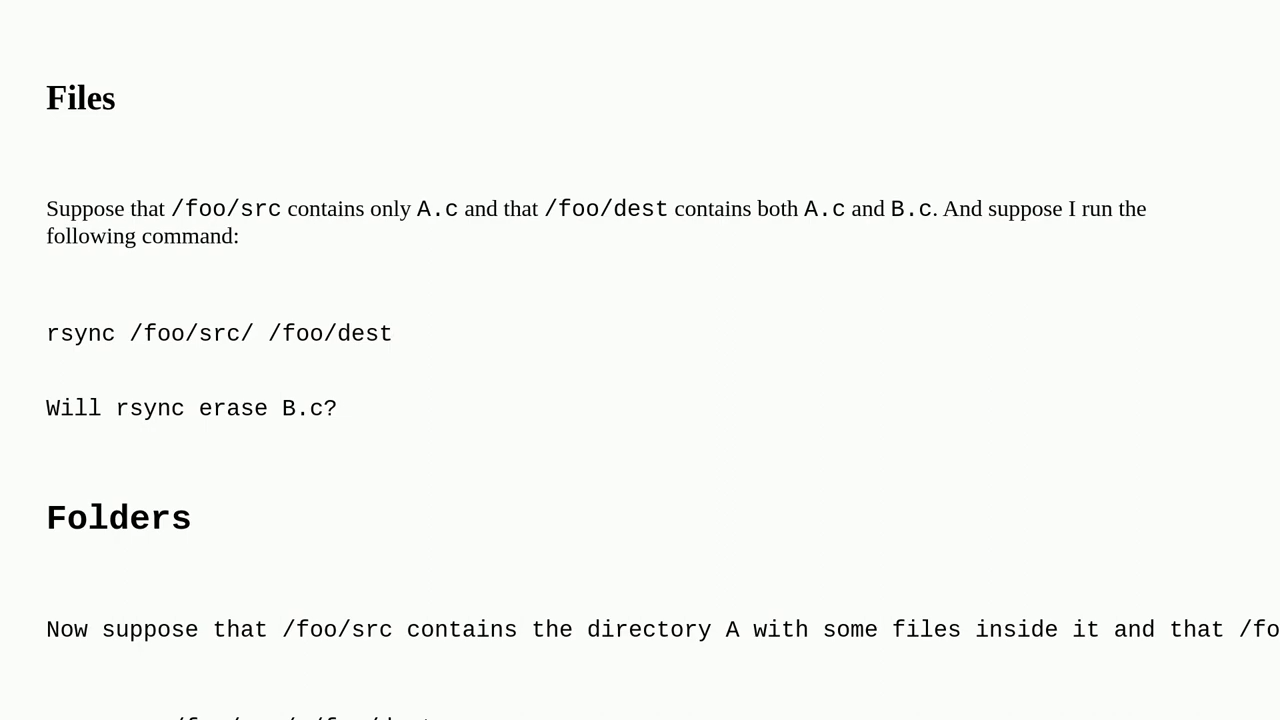 Files
Suppose that /foo/src contains only A.c and that /foo/dest contains both A.c and B.c. And suppose I run the
following command:
rsync /foo/src/ /foo/dest
Will rsync erase B.c?
Folders
Now suppose that /foo/src contains the directory A with some files inside it and that /fo